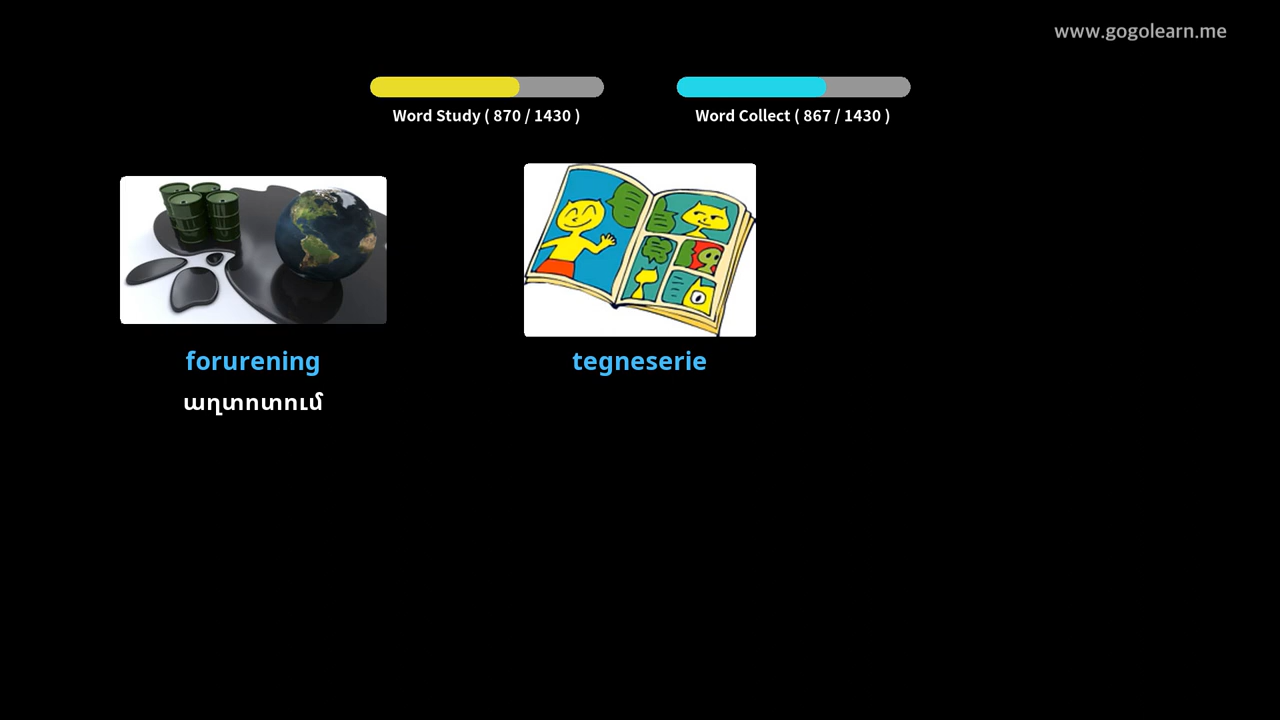 www.gogolearn.me
Word Study ( 870 / 1430 )
Word Collect ( 867 / 1430 )
forurening
աղտոտում
tegneserie